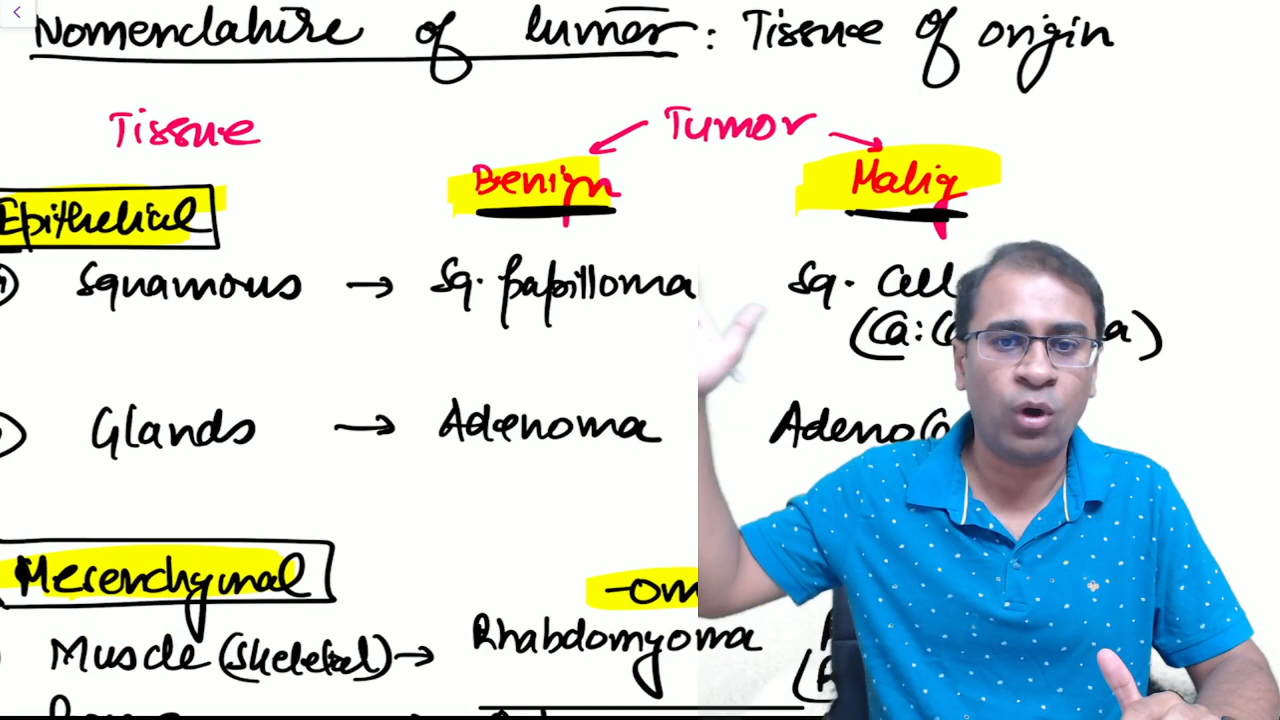 Nomenclature of tumor : Tissue of origin
Tissue
Tumor
Benign
Malig
Epithelial
Squamous → Sq. papilloma Sq. Cell
(Ca:
Glands → Adenoma Adeno
Mesenchymal
Muscle (skeletal) → Rhabdomyoma